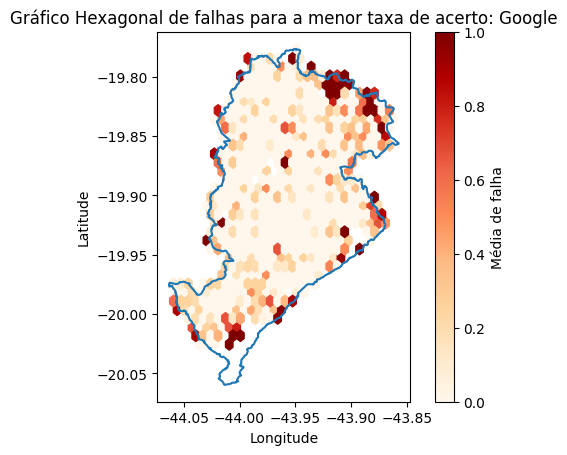 Gráfico Hexagonal de falhas para a menor taxa de acerto: Google
1.0
−19.80
0.8
−19.85
0.6
−19.90
Latitude
Média de falha
0.4
−19.95
−20.00
0.2
−20.05
0.0
−44.05 −44.00 −43.95 −43.90 −43.85
Longitude